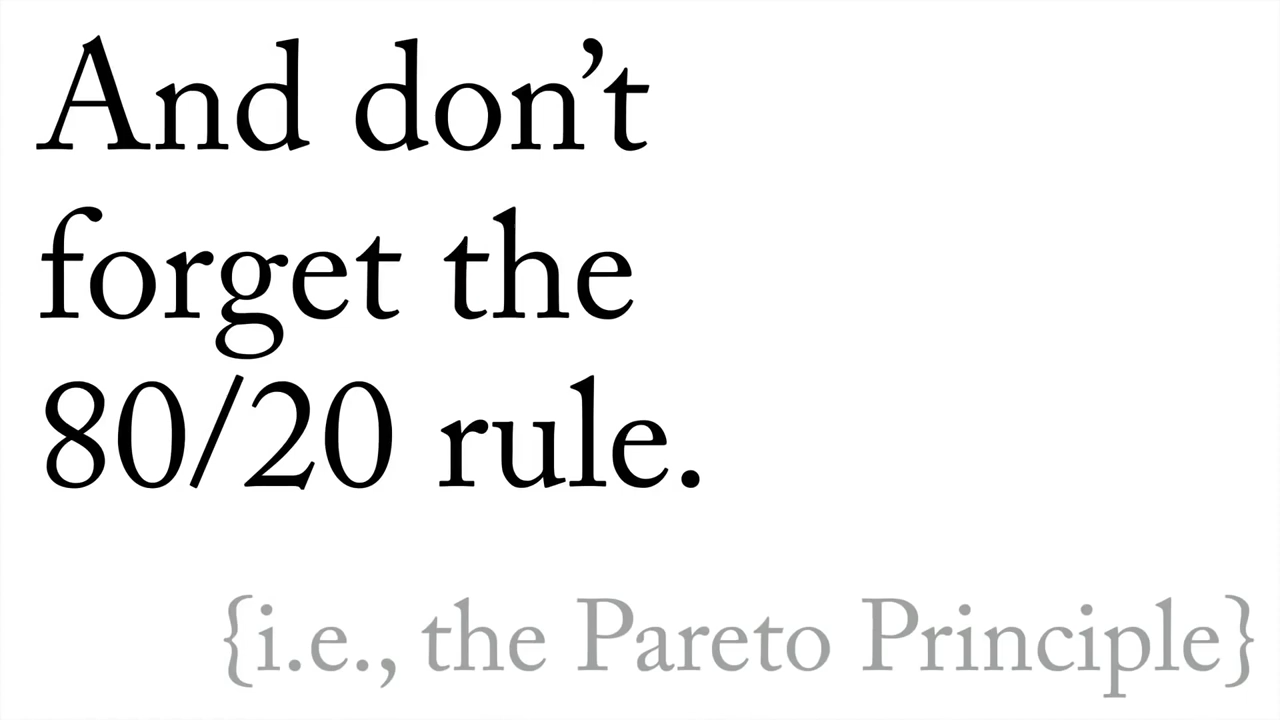 And don’t
forget the
80/20 rule.
{i.e., the Pareto Principle}